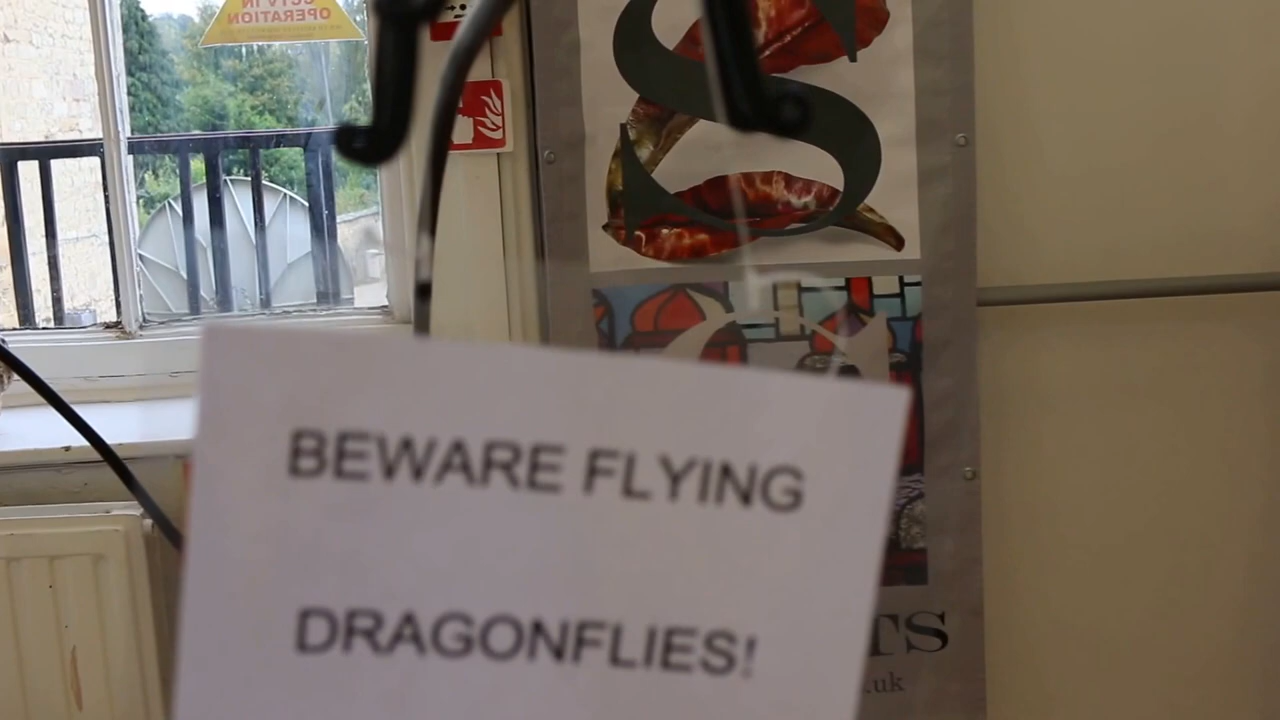 CCTV IN
OPERATION
S
BEWARE FLYING
DRAGONFLIES!
TS
.uk